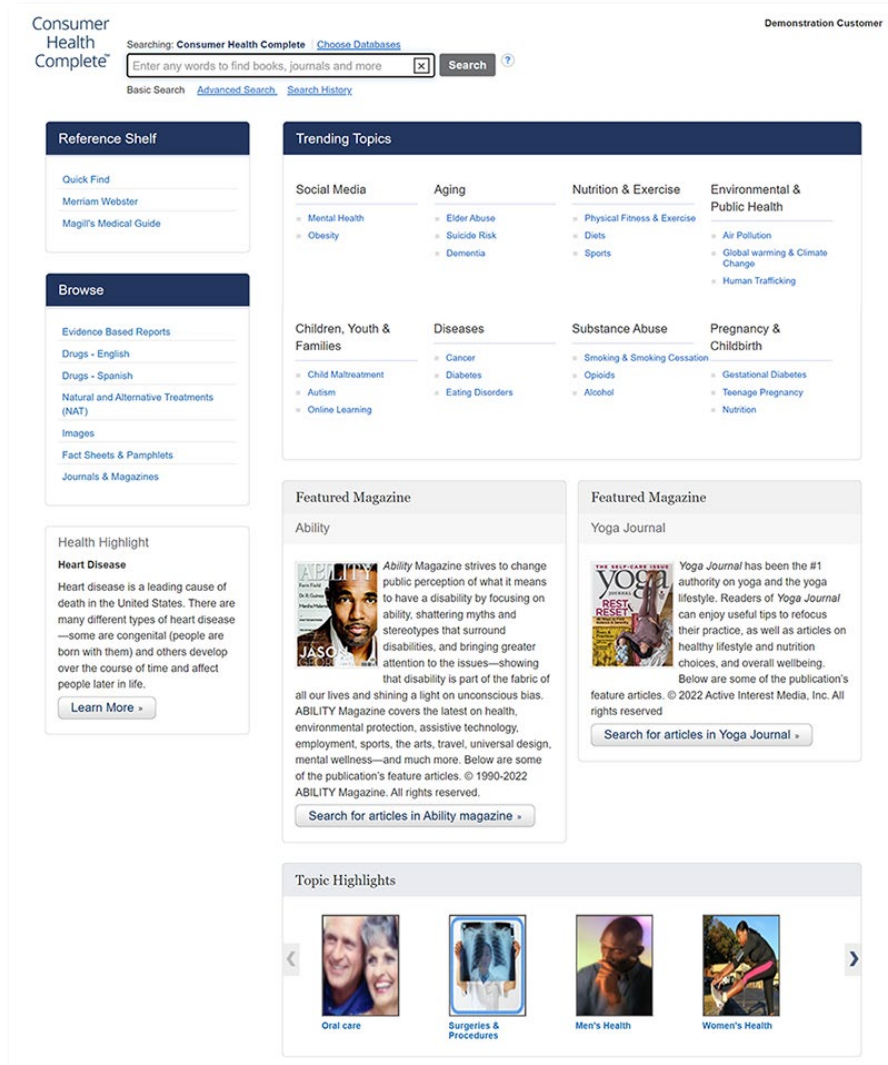 Consumer
Health
Complete™
Demonstration Customer
Searching: Consumer Health Complete | Choose Databases
Enter any words to find books, journals and more
Search
?
Basic Search Advanced Search Search History
Reference Shelf
Quick Find
Merriam Webster
Magill's Medical Guide
Browse
Evidence Based Reports
Drugs - English
Drugs - Spanish
Natural and Alternative Treatments
(NAT)
Images
Fact Sheets & Pamphlets
Journals & Magazines
Health Highlight
Heart Disease
Heart disease is a leading cause of
death in the United States. There are
many different types of heart disease
—some are congenital (people are
born with them) and others develop
over the course of time and affect
people later in life.
Learn More »
Trending Topics
Social Media
Mental Health
Obesity
Aging
Elder Abuse
Suicide Risk
Dementia
Nutrition & Exercise
Physical Fitness & Exercise
Diets
Sports
Environmental &
Public Health
Air Pollution
Global warming & Climate
Change
Human Trafficking
Children, Youth &
Families
Child Maltreatment
Autism
Online Learning
Diseases
Cancer
Diabetes
Eating Disorders
Substance Abuse
Smoking & Smoking Cessation
Opioids
Alcohol
Pregnancy &
Childbirth
Gestational Diabetes
Teenage Pregnancy
Nutrition
Featured Magazine
Ability
ABILITY
JASON
Ability Magazine strives to change
public perception of what it means
to have a disability by focusing on
ability, shattering myths and
stereotypes that surround
disabilities, and bringing greater
attention to the issues—showing
that disability is part of the fabric of
all our lives and shining a light on unconscious bias.
ABILITY Magazine covers the latest on health,
environmental protection, assistive technology,
employment, sports, the arts, travel, universal design,
mental wellness—and much more. Below are some
of the publication's feature articles. © 1990-2022
ABILITY Magazine. All rights reserved.
Search for articles in Ability magazine »
Featured Magazine
Yoga Journal
THE SELF-CARE ISSUE
yoga
JOURNAL
REST
RESET
Yoga Journal has been the #1
authority on yoga and the yoga
lifestyle. Readers of Yoga Journal
can enjoy useful tips to refocus
their practice, as well as articles on
healthy lifestyle and nutrition
choices, and overall wellbeing.
Below are some of the publication's
feature articles. © 2022 Active Interest Media, Inc. All
rights reserved
Search for articles in Yoga Journal »
Topic Highlights
Oral care
Surgeries &
Procedures
Men's Health
Women's Health